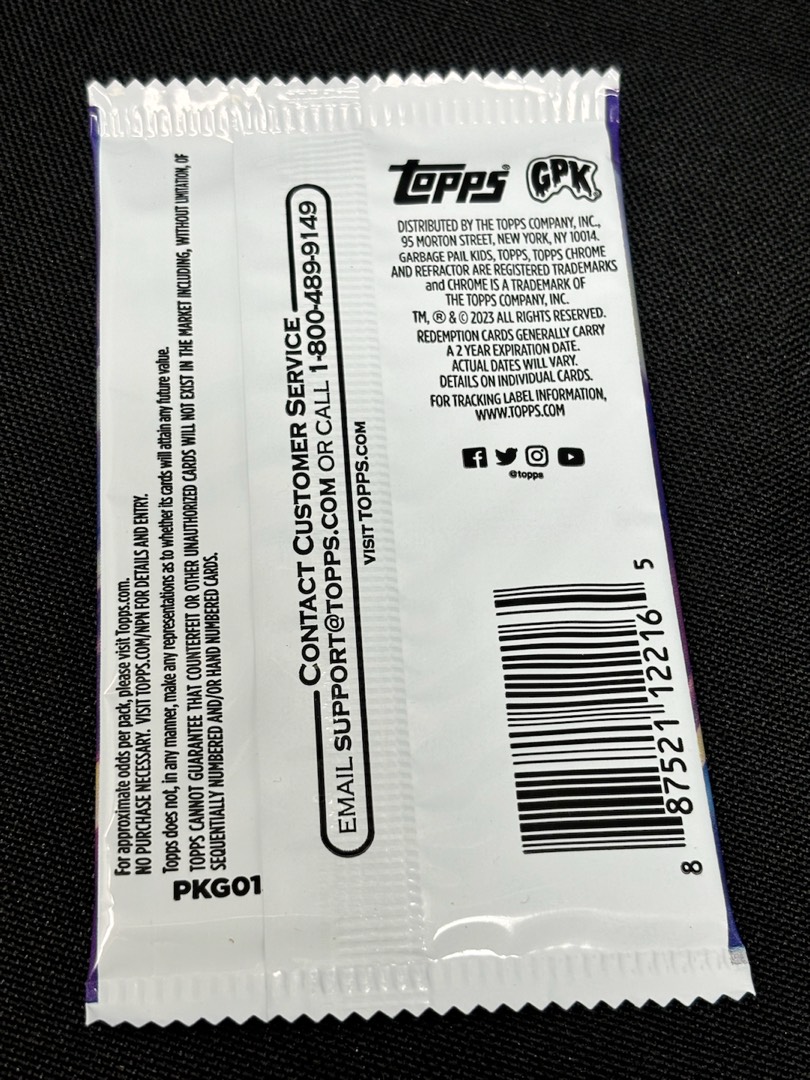 topps® GPK®
DISTRIBUTED BY THE TOPPS COMPANY, INC.,
95 MORTON STREET, NEW YORK, NY 10014.
GARBAGE PAIL KIDS, TOPPS, TOPPS CHROME
AND REFRACTOR ARE REGISTERED TRADEMARKS
and CHROME IS A TRADEMARK OF
THE TOPPS COMPANY, INC.
TM, ® & © 2023 ALL RIGHTS RESERVED.
REDEMPTION CARDS GENERALLY CARRY
A 2 YEAR EXPIRATION DATE.
ACTUAL DATES WILL VARY.
DETAILS ON INDIVIDUAL CARDS.
FOR TRACKING LABEL INFORMATION,
WWW.TOPPS.COM
@topps
8 87521 12216 5
CONTACT CUSTOMER SERVICE
EMAIL SUPPORT@TOPPS.COM OR CALL 1-800-489-9149
VISIT TOPPS.COM
For approximate odds per pack, please visit Topps.com.
NO PURCHASE NECESSARY. VISIT TOPPS.COM/NPN FOR DETAILS AND ENTRY.
Topps does not, in any manner, make any representations as to whether its cards will attain any future value.
TOPPS CANNOT GUARANTEE THAT COUNTERFEIT OR OTHER UNAUTHORIZED CARDS WILL NOT EXIST IN THE MARKET INCLUDING, WITHOUT LIMITATION, OF
SEQUENTIALLY NUMBERED AND/OR HAND NUMBERED CARDS.
PKG01